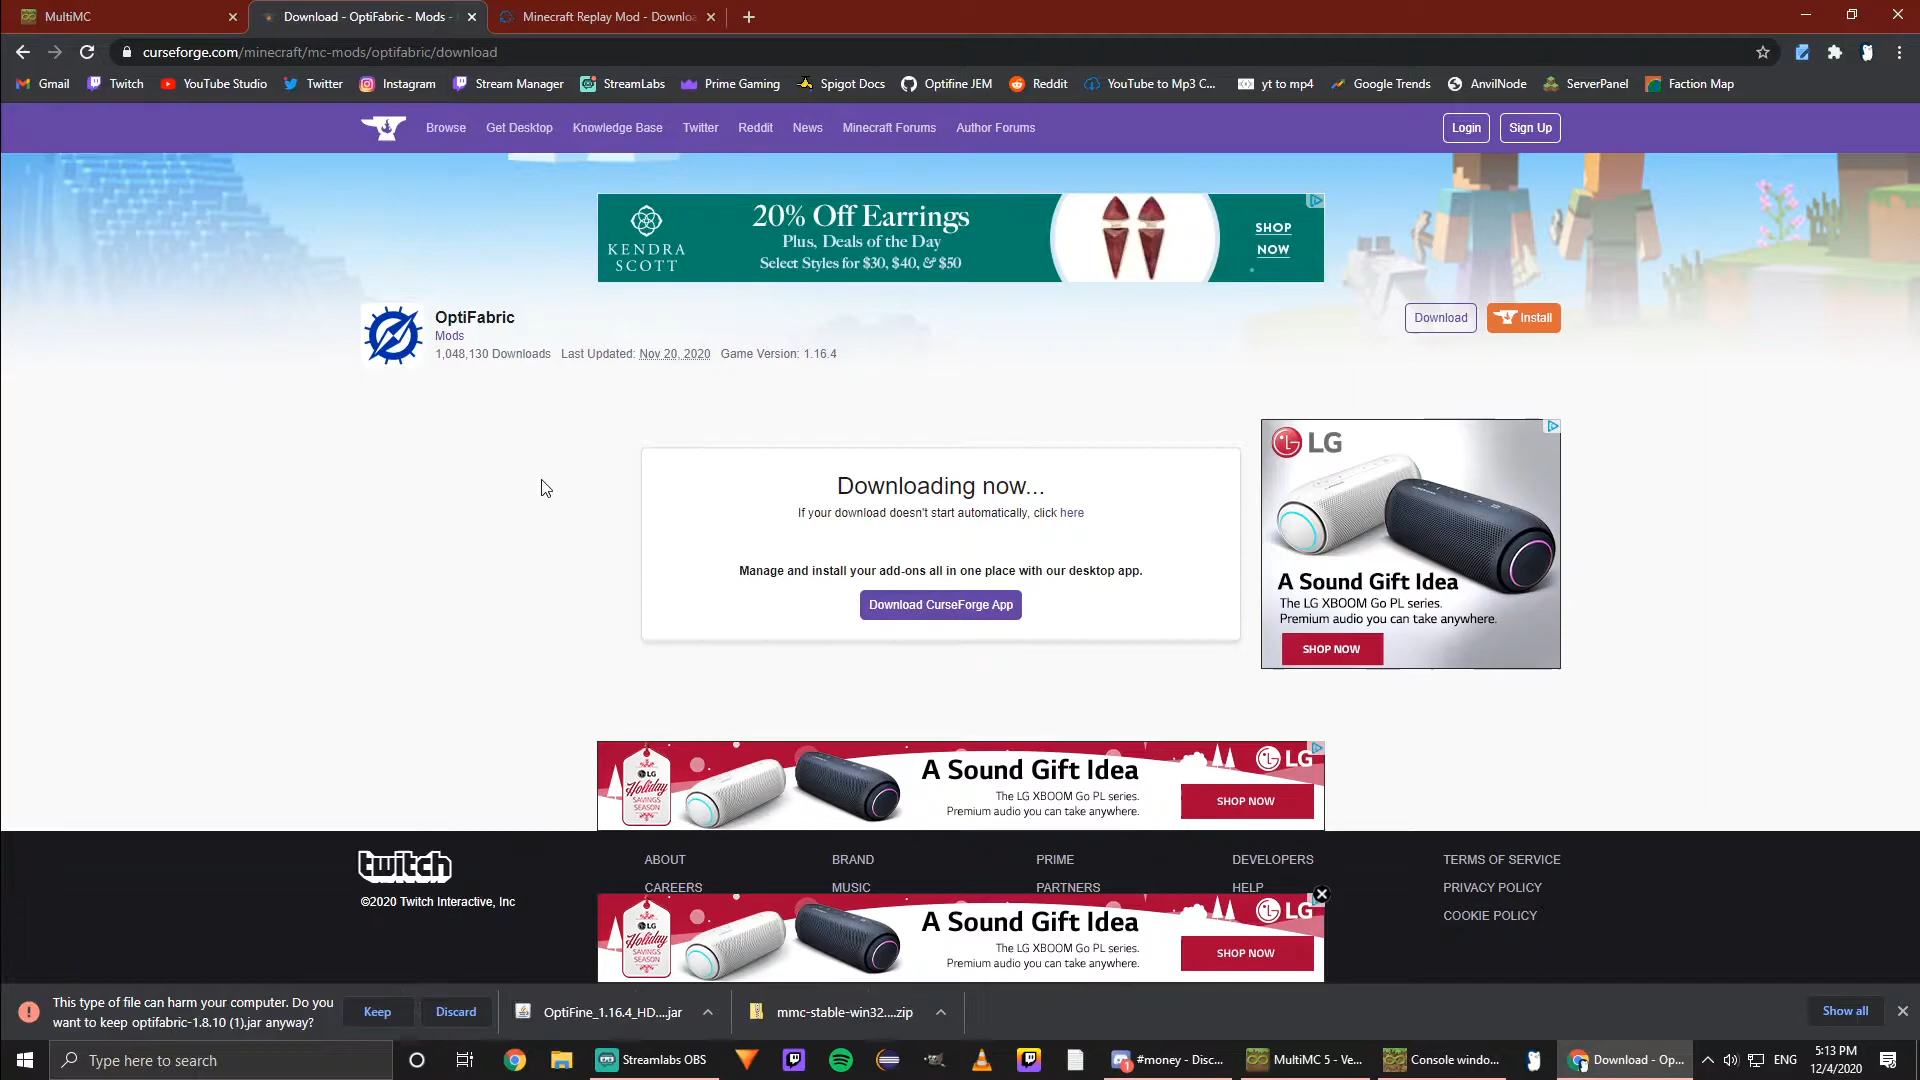 MultiMC
Download - OptiFabric - Mods -
Minecraft Replay Mod - Downlo
curseforge.com/minecraft/mc-mods/optifabric/download
Gmail
Twitch
YouTube Studio
Twitter
Instagram
Stream Manager
StreamLabs
Prime Gaming
Spigot Docs
Optifine JEM
Reddit
YouTube to Mp3 C...
yt to mp4
Google Trends
AnvilNode
ServerPanel
Faction Map
Browse
Get Desktop
Knowledge Base
Twitter
Reddit
News
Minecraft Forums
Author Forums
Login
Sign Up
KENDRA
SCOTT
20% Off Earrings
Plus, Deals of the Day
Select Styles for $30, $40, & $50
SHOP
NOW
OptiFabric
Mods
1,048,130 Downloads Last Updated: Nov 20, 2020 Game Version: 1.16.4
Download
Install
Downloading now...
If your download doesn't start automatically, click here
Manage and install your add-ons all in one place with our desktop app.
Download CurseForge App
LG
A Sound Gift Idea
The LG XBOOM Go PL series.
Premium audio you can take anywhere.
SHOP NOW
LG
Holiday
SAVINGS
SEASON
A Sound Gift Idea
The LG XBOOM Go PL series.
Premium audio you can take anywhere.
LG
SHOP NOW
twitch
©2020 Twitch Interactive, Inc
ABOUT
BRAND
PRIME
DEVELOPERS
TERMS OF SERVICE
CAREERS
MUSIC
PARTNERS
HELP
PRIVACY POLICY
COOKIE POLICY
LG
Holiday
SAVINGS
SEASON
A Sound Gift Idea
The LG XBOOM Go PL series.
Premium audio you can take anywhere.
LG
SHOP NOW
This type of file can harm your computer. Do you
want to keep optifabric-1.8.10 (1).jar anyway?
Keep
Discard
OptiFine_1.16.4_HD....jar
mmc-stable-win32....zip
Show all
Type here to search
Streamlabs OBS
#money - Disc...
MultiMC 5 - Ve...
Console windo...
Download - Op...
ENG
5:13 PM
12/4/2020